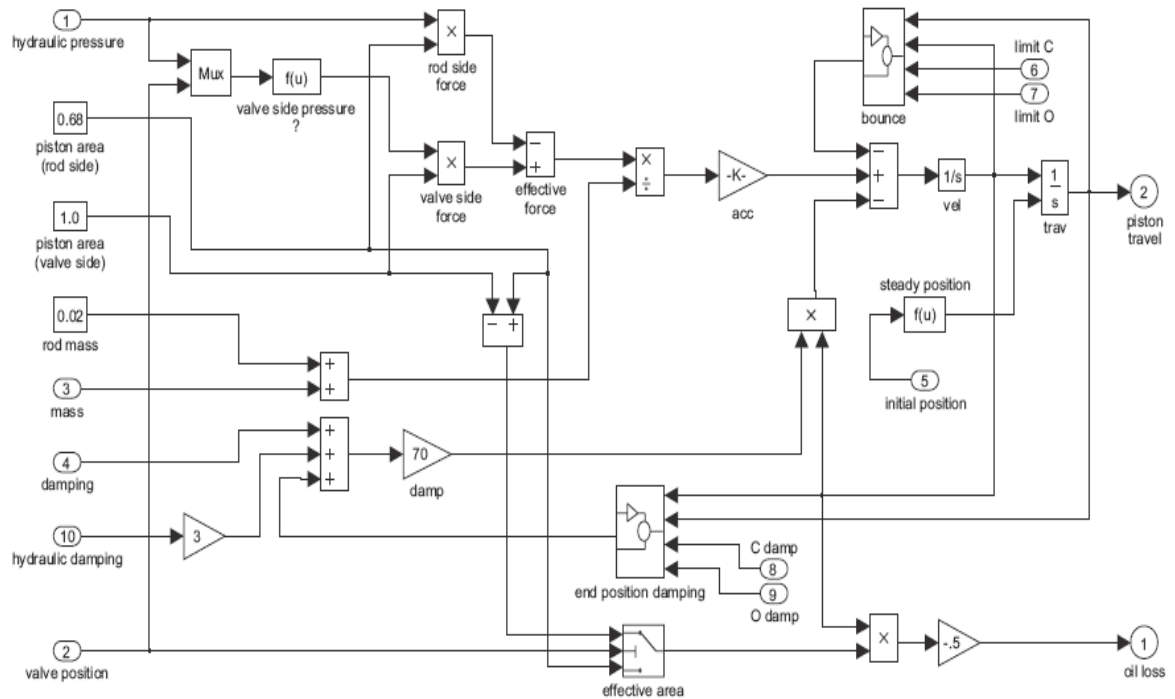 1
hydraulic pressure
Mux
f(u)
valve side pressure
?
×
rod side
force
0.68
piston area
(rod side)
×
valve side
force
−
+
effective
force
×
÷
-K-
acc
bounce
limit C
6
7
limit O
−
+
−
1/s
vel
1
s
trav
2
piston
travel
1.0
piston area
(valve side)
− +
steady position
f(u)
5
initial position
×
0.02
rod mass
+
+
3
mass
+
+
+
4
damping
70
damp
10
hydraulic damping
3
end position damping
C damp
8
9
O damp
2
valve position
effective area
×
-.5
1
oil loss